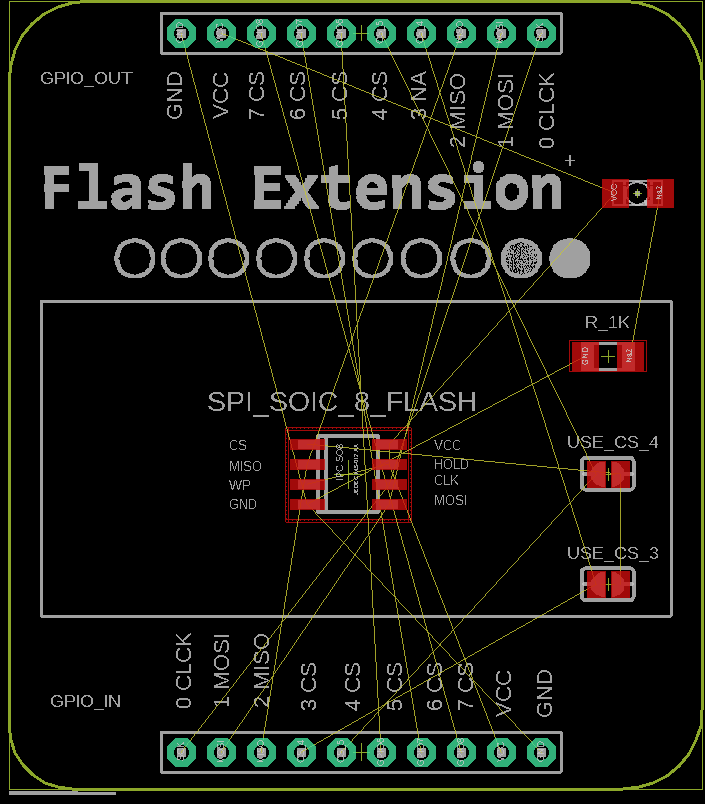 GPIO_OUT
GND
VCC
7 CS
6 CS
5 CS
4 CS
3 NA
2 MISO
1 MOSI
0 CLCK
+
Flash Extension
VCC
R_1K
GND
SPI_SOIC_8_FLASH
CS
MISO
WP
GND
VCC
HOLD
CLK
MOSI
USE_CS_4
USE_CS_3
GPIO_IN
0 CLCK
1 MOSI
2 MISO
3 CS
4 CS
5 CS
6 CS
7 CS
VCC
GND